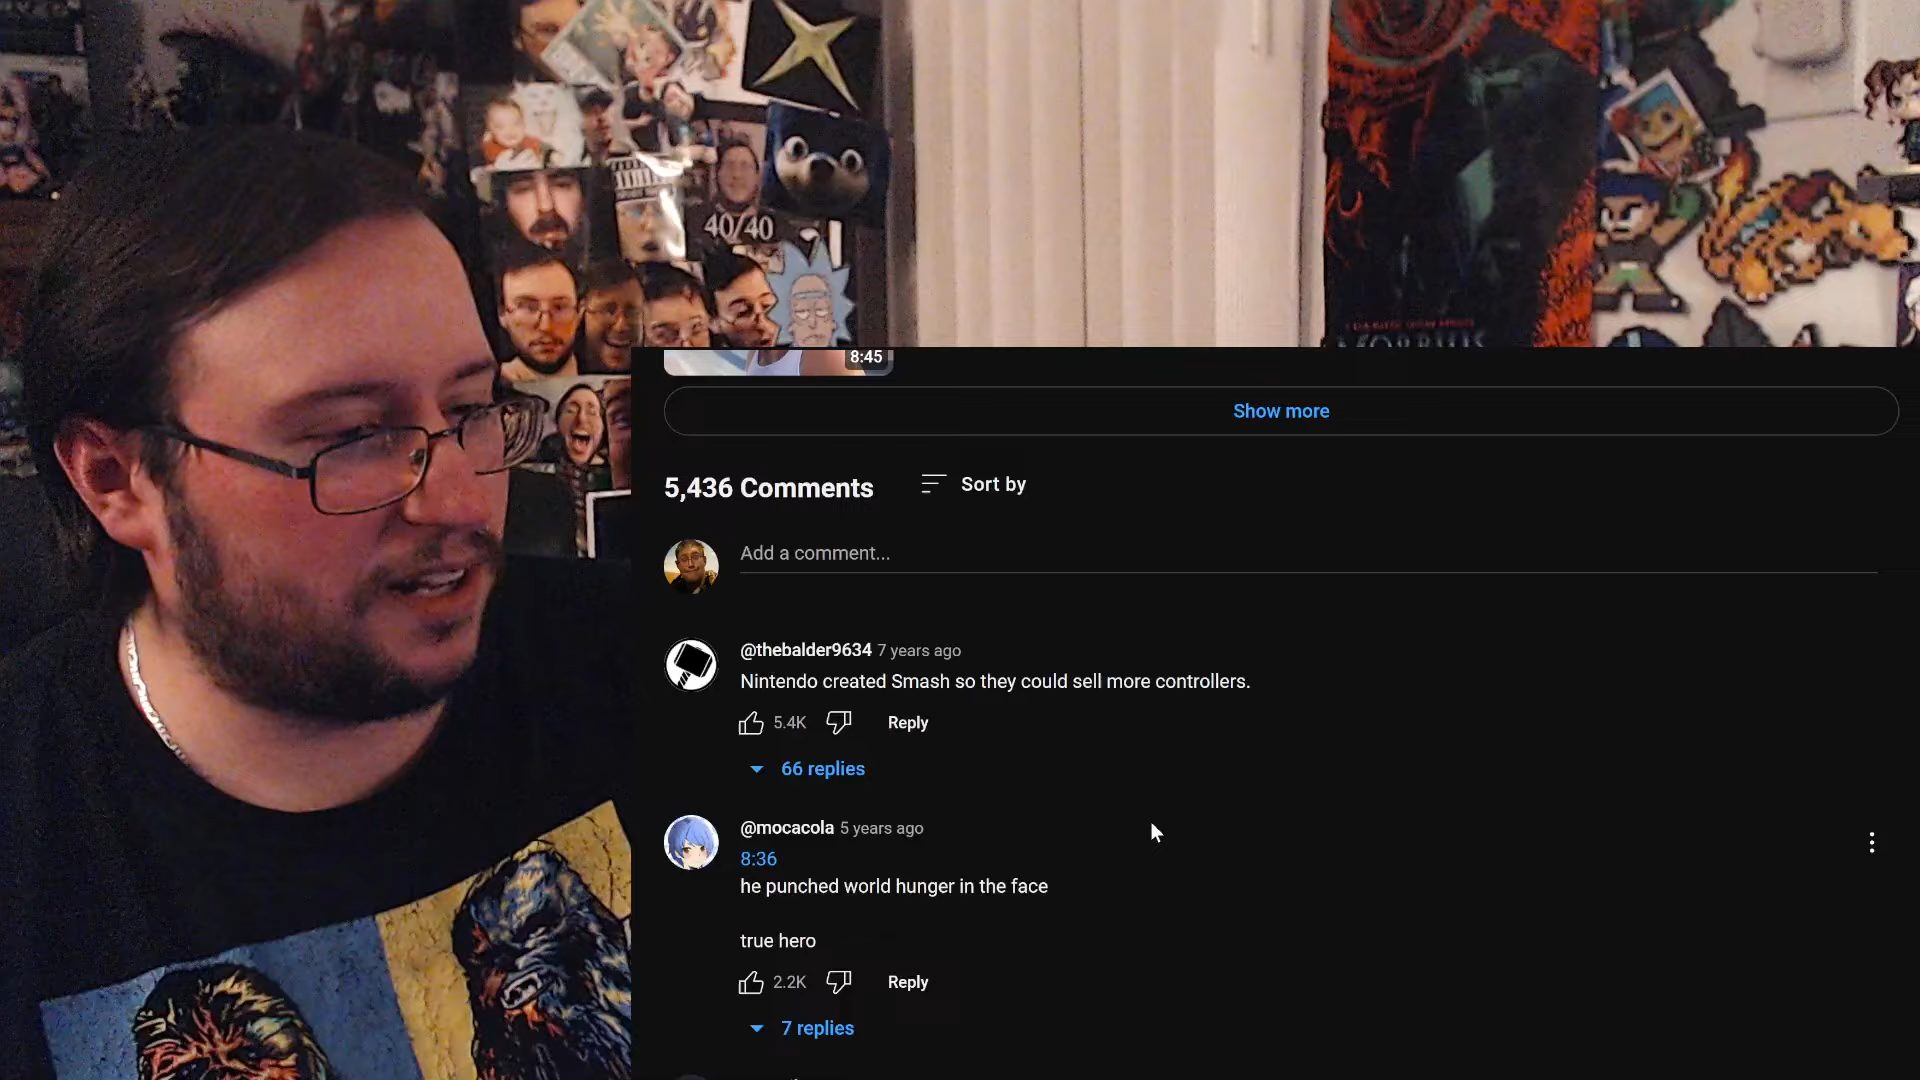 40/40
MORBIUS
8:45
Show more
5,436 Comments
Sort by
Add a comment...
@thebalder9634 7 years ago
Nintendo created Smash so they could sell more controllers.
5.4K
Reply
66 replies
@mocacola 5 years ago
8:36
he punched world hunger in the face
true hero
2.2K
Reply
7 replies